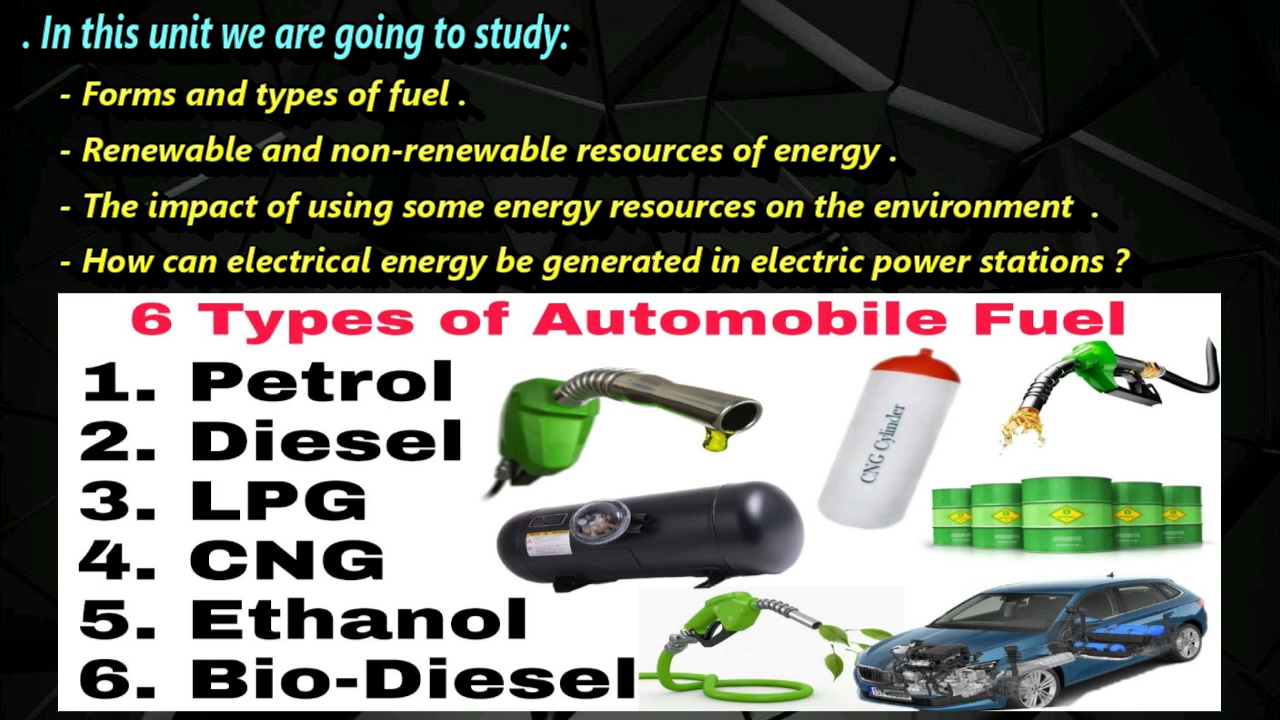 . In this unit we are going to study:
- Forms and types of fuel .
- Renewable and non-renewable resources of energy .
- The impact of using some energy resources on the environment .
- How can electrical energy be generated in electric power stations ?
6 Types of Automobile Fuel
1. Petrol
2. Diesel
3. LPG
4. CNG
5. Ethanol
6. Bio-Diesel
CNG Cylinder